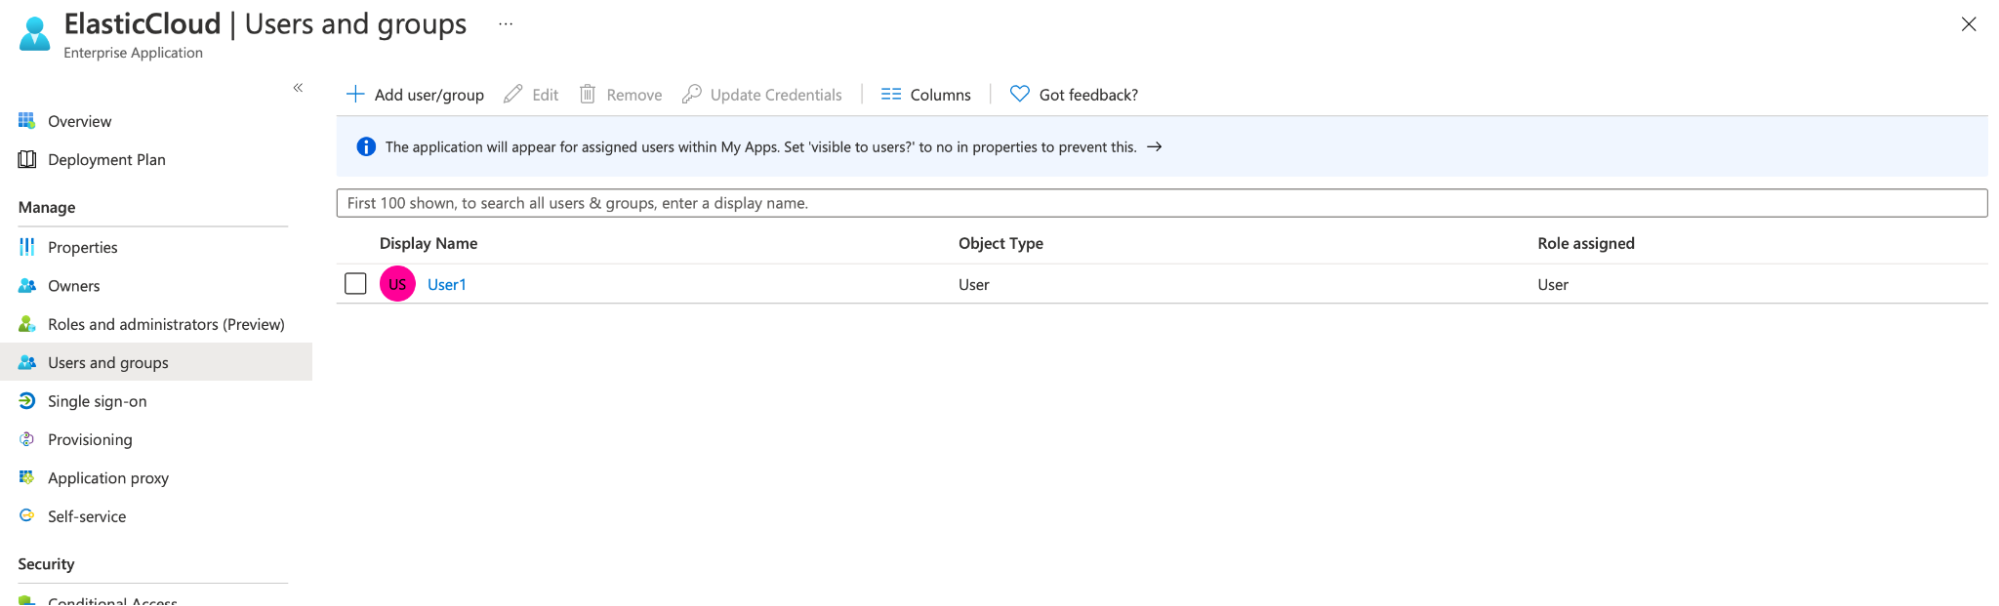 ElasticCloud | Users and groups ...
Enterprise Application
Overview
Deployment Plan
Manage
Properties
Owners
Roles and administrators (Preview)
Users and groups
Single sign-on
Provisioning
Application proxy
Self-service
Security
Conditional Access
Add user/group Edit Remove Update Credentials Columns Got feedback?
The application will appear for assigned users within My Apps. Set 'visible to users?' to no in properties to prevent this. →
First 100 shown, to search all users & groups, enter a display name.
Display Name Object Type Role assigned
US User1 User User